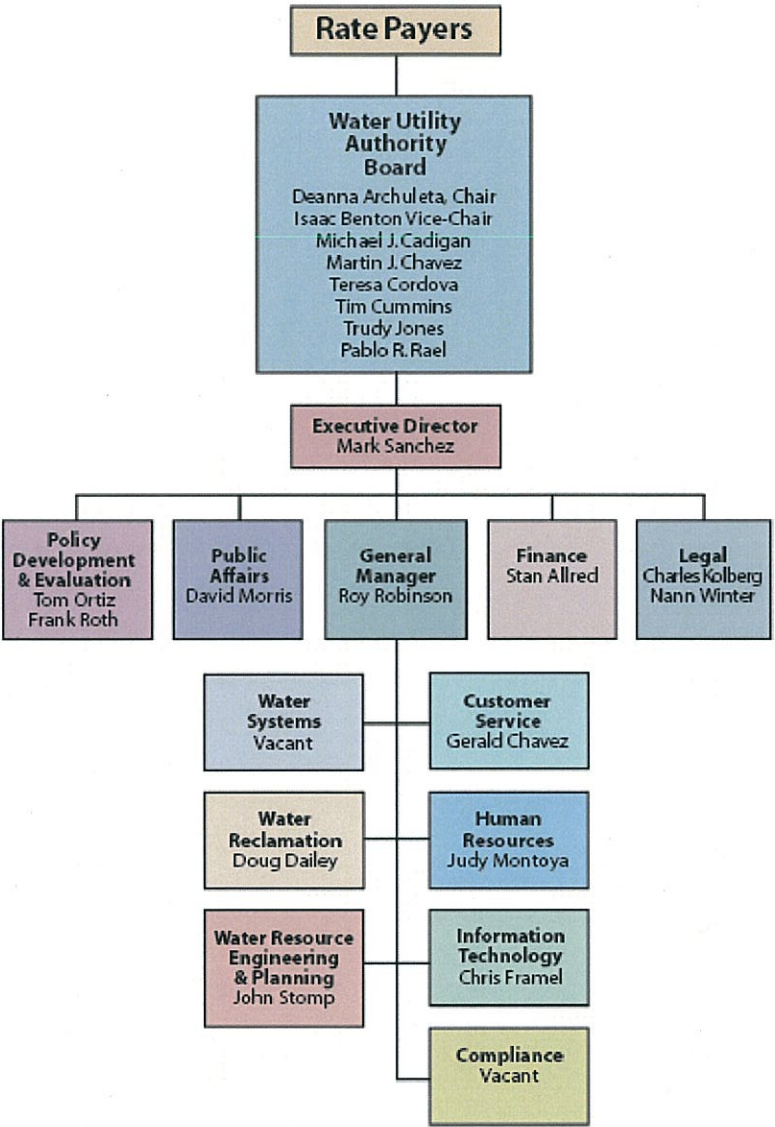 Rate Payers
Water Utility
Authority
Board
Deanna Archuleta, Chair
Isaac Benton Vice-Chair
Michael J. Cadigan
Martin J. Chavez
Teresa Cordova
Tim Cummins
Trudy Jones
Pablo R. Rael
Executive Director
Mark Sanchez
Policy
Development
& Evaluation
Tom Ortiz
Frank Roth
Public
Affairs
David Morris
General
Manager
Roy Robinson
Finance
Stan Allred
Legal
Charles Kolberg
Nann Winter
Water
Systems
Vacant
Customer
Service
Gerald Chavez
Water
Reclamation
Doug Dailey
Human
Resources
Judy Montoya
Water Resource
Engineering
& Planning
John Stomp
Information
Technology
Chris Framel
Compliance
Vacant